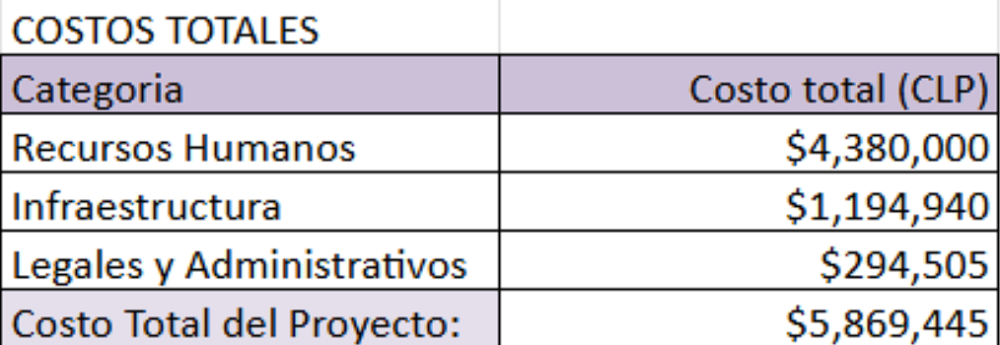 COSTOS TOTALES
Categoria Costo total (CLP)
Recursos Humanos $4,380,000
Infraestructura $1,194,940
Legales y Administrativos $294,505
Costo Total del Proyecto: $5,869,445